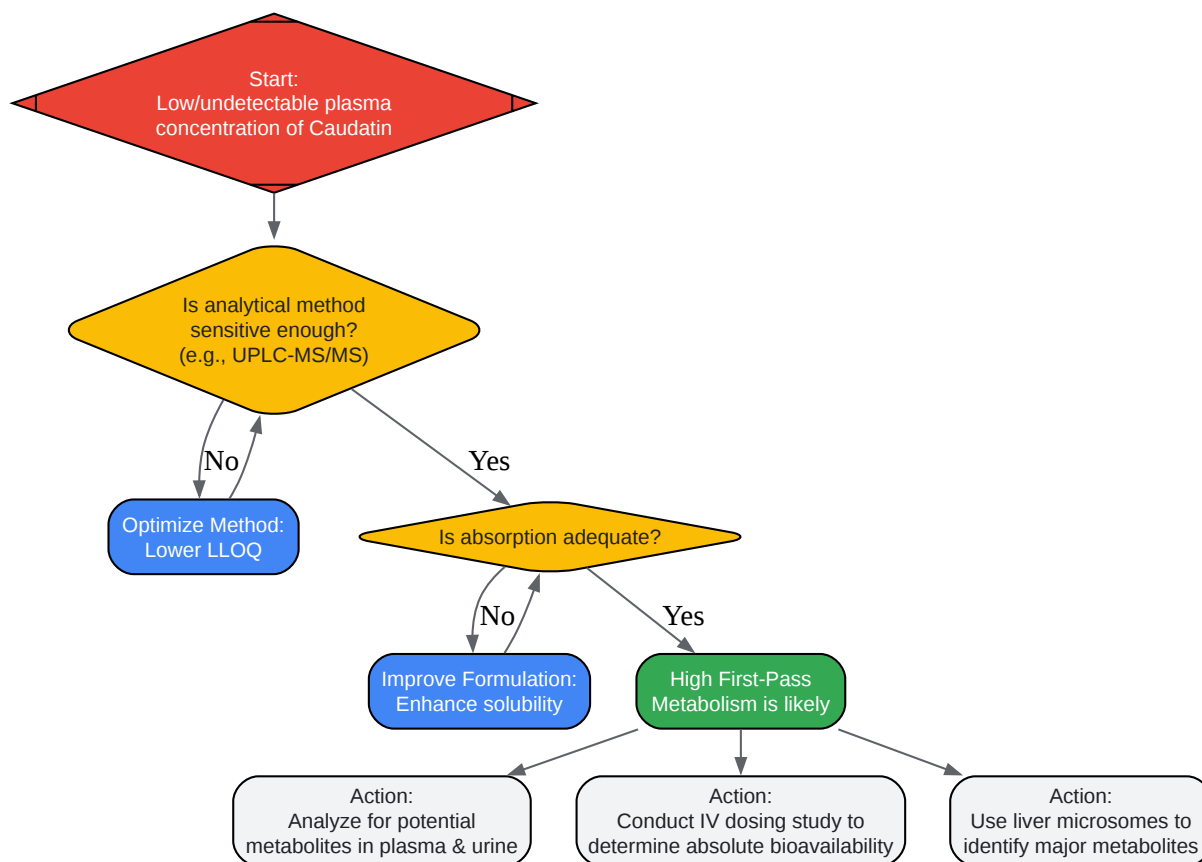 Start:
Low/undetectable plasma
concentration of Caudatin
Is analytical method
sensitive enough?
(e.g., UPLC-MS/MS)
No
Yes
Optimize Method:
Lower LLOQ
Is absorption adequate?
No
Yes
Improve Formulation:
Enhance solubility
High First-Pass
Metabolism is likely
Action:
Analyze for potential
metabolites in plasma & urine
Action:
Conduct IV dosing study to
determine absolute bioavailability
Action:
Use liver microsomes to
identify major metabolites